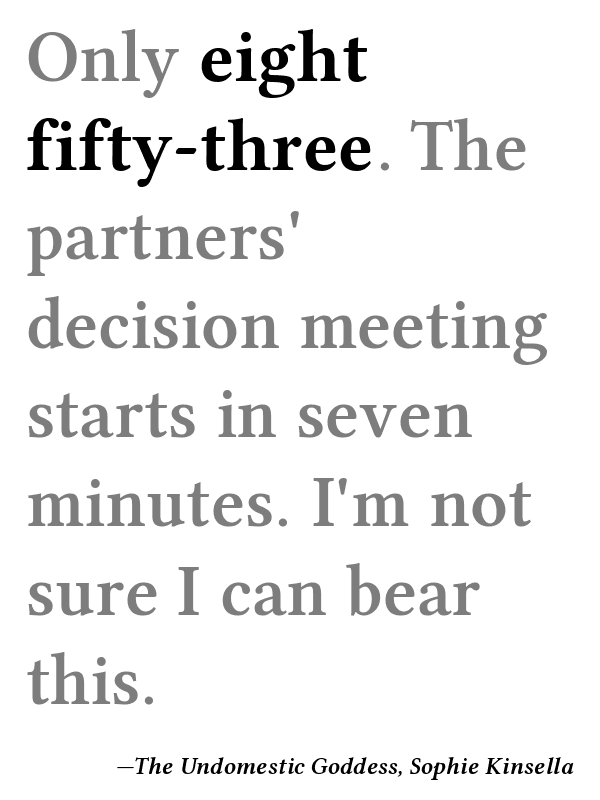 Only eight
fifty-three. The
partners'
decision meeting
starts in seven
minutes. I'm not
sure I can bear
this.
—The Undomestic Goddess, Sophie Kinsella